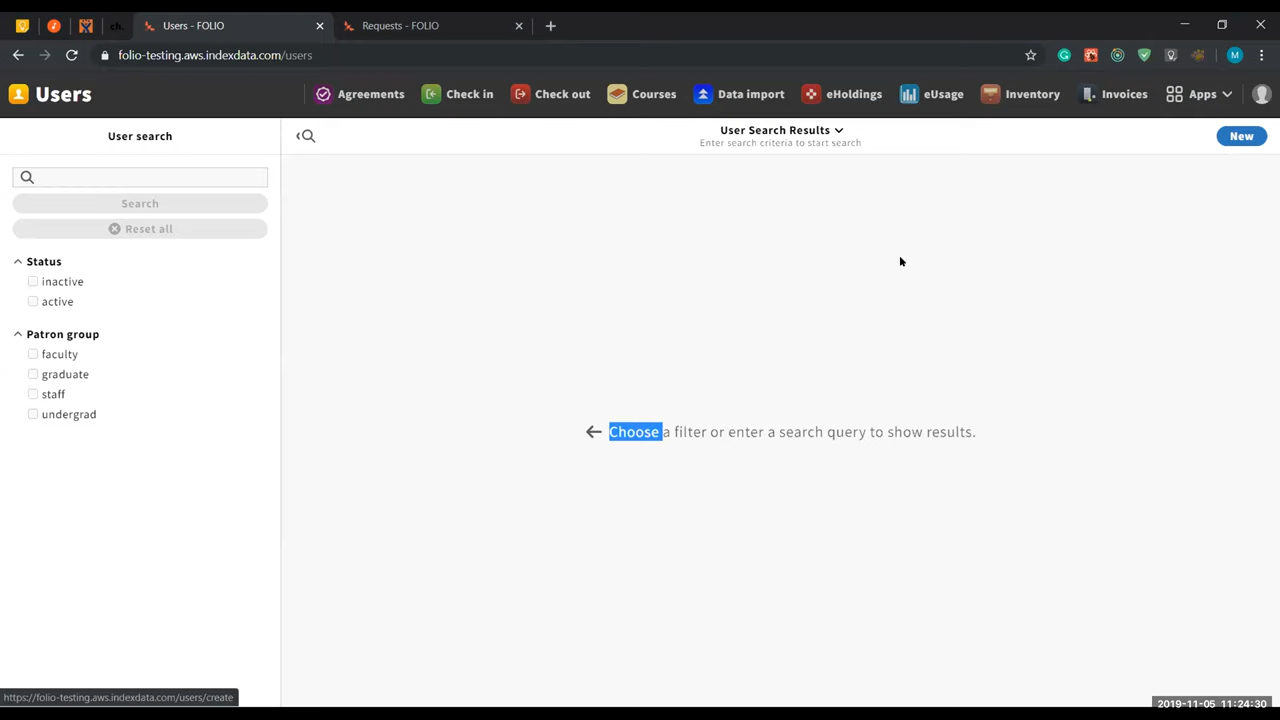 ch.
Users - FOLIO
Requests - FOLIO
folio-testing.aws.indexdata.com/users
M
Users
Agreements
Check in
Check out
Courses
Data import
eHoldings
eUsage
Inventory
Invoices
Apps
User search
User Search Results
Enter search criteria to start search
New
Search
Reset all
Status
inactive
active
Patron group
faculty
graduate
staff
undergrad
Choose a filter or enter a search query to show results.
https://folio-testing.aws.indexdata.com/users/create
2019-11-05 11:24:30